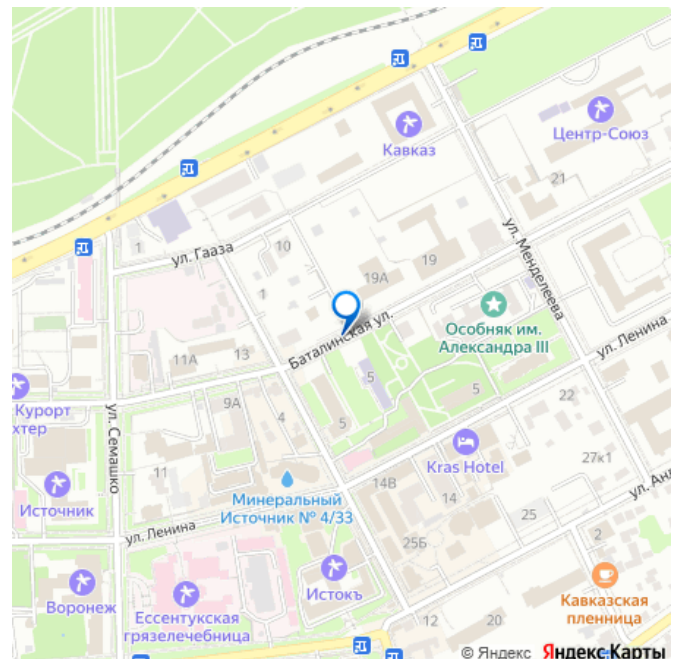 Кавказ
Центр-Союз
21
ул. Менделеева
ул. Гааза
1
10
19А
19
1
Баталинская ул.
Особняк им.
Александра III
ул. Ленина
11А
13
5
5
5
22
9А
4
Курорт
хтер
ул. Семашко
11
Kras Hotel
27к1
Источник
Минеральный
Источник № 4/33
14В
14
ул. Ленина
25Б
25
ул. Анд
2
Воронеж
Ессентукская
грязелечебница
Истокъ
Кавказская
пленница
12
20
© Яндекс Яндекс Карты